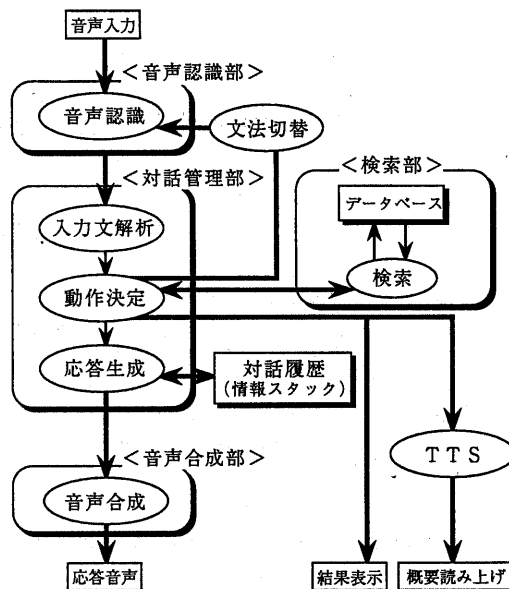 音声入力
＜音声認識部＞
音声認識
文法切替
＜対話管理部＞
＜検索部＞
データベース
入力文解析
検索
動作決定
応答生成
対話履歴
(情報スタック)
＜音声合成部＞
TTS
音声合成
応答音声
結果表示
概要読み上げ